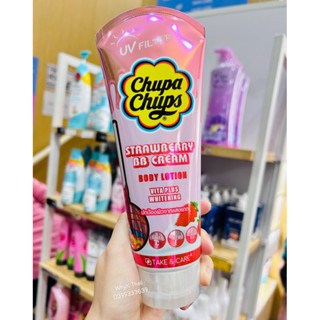 UV FILTER
Chupa
Chups
STRAWBERRY
BB CREAM
BODY LOTION
VITA PLUS
WHITENING
TAKE & CARE